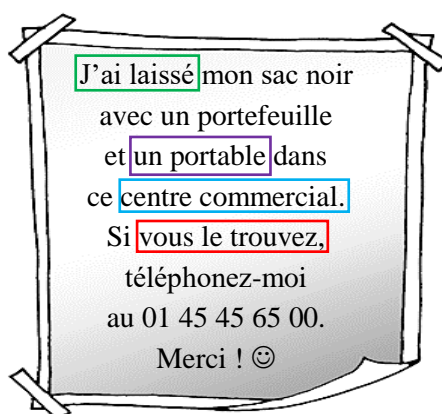 J’ai laissé mon sac noir
avec un portefeuille
et un portable dans
ce centre commercial.
Si vous le trouvez,
téléphonez-moi
au 01 45 45 65 00.
Merci ! ☺